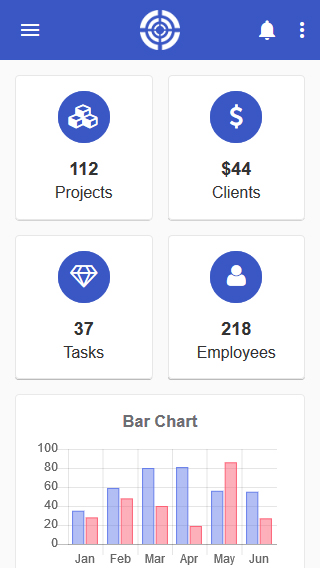 112
Projects
$44
Clients
37
Tasks
218
Employees
Bar Chart
100
80
60
40
20
0
Jan Feb Mar Apr May Jun